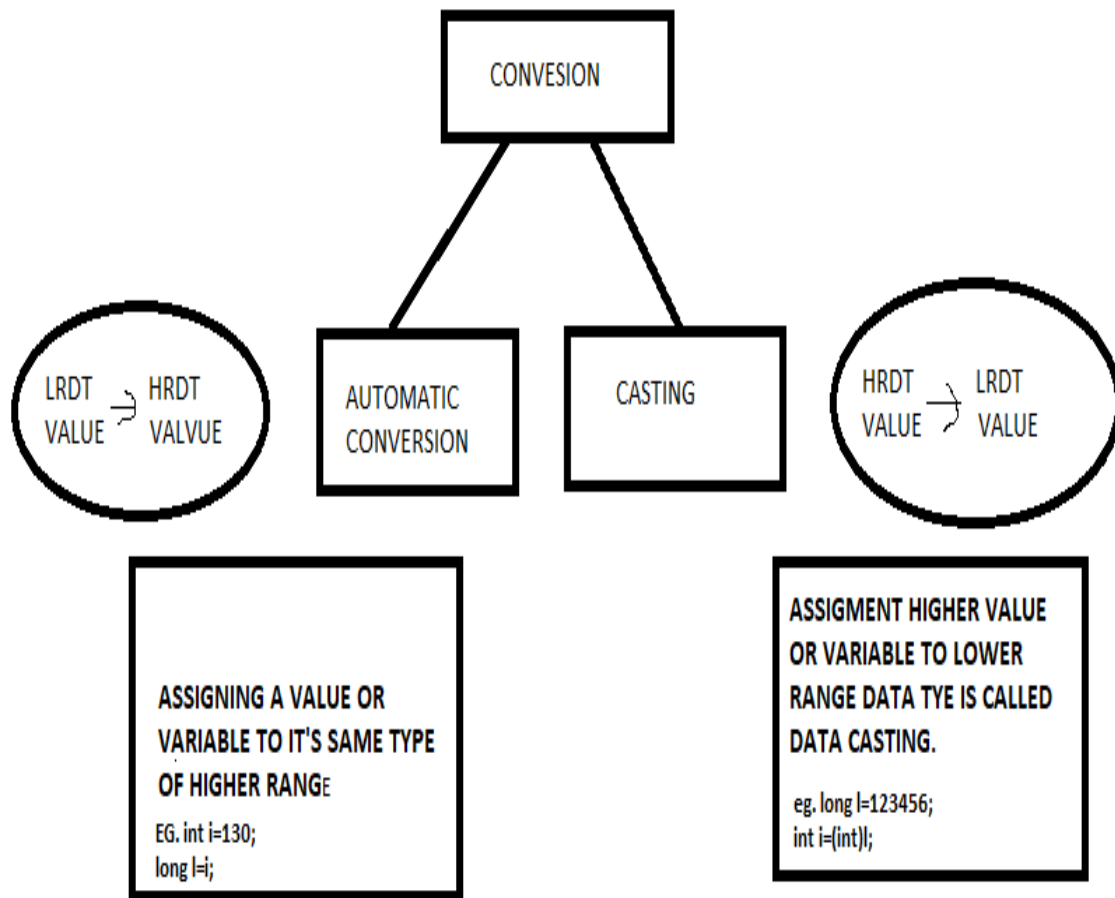 CONVESION
LRDT HRDT
VALUE VALVUE
AUTOMATIC
CONVERSION
CASTING
HRDT LRDT
VALUE VALUE
ASSIGNING A VALUE OR
VARIABLE TO IT'S SAME TYPE
OF HIGHER RANGE
EG. int i=130;
long l=i;
ASSIGMENT HIGHER VALUE
OR VARIABLE TO LOWER
RANGE DATA TYE IS CALLED
DATA CASTING.
eg. long l=123456;
int i=(int)l;